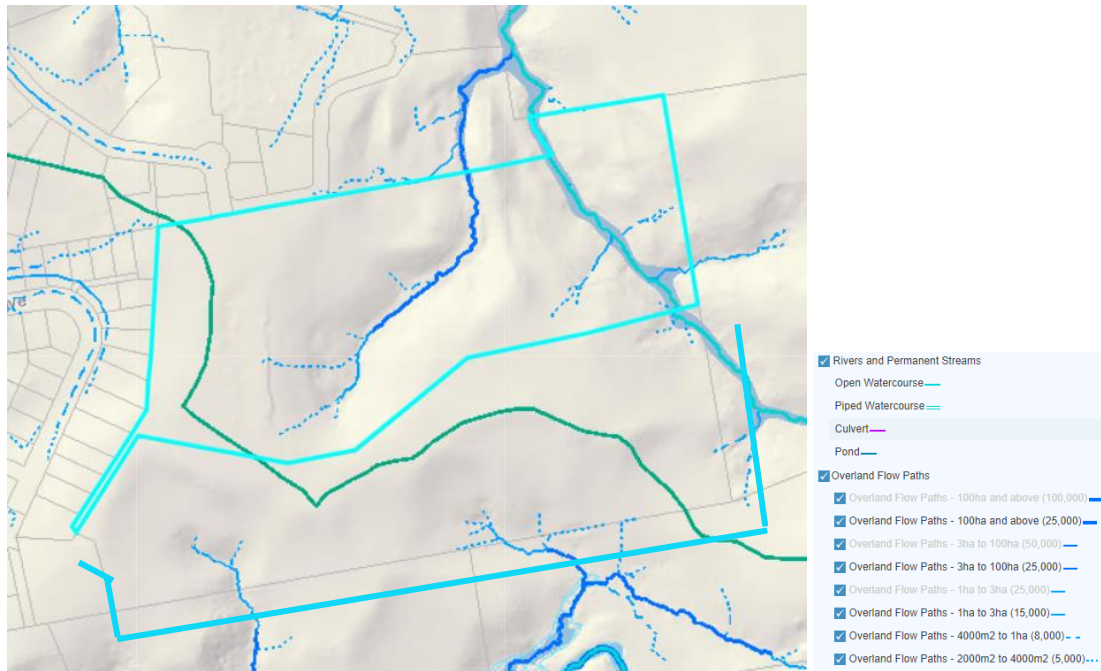 Rivers and Permanent Streams
Open Watercourse
Piped Watercourse
Culvert
Pond
Overland Flow Paths
Overland Flow Paths - 100ha and above (100,000)
Overland Flow Paths - 100ha and above (25,000)
Overland Flow Paths - 3ha to 100ha (50,000)
Overland Flow Paths - 3ha to 100ha (25,000)
Overland Flow Paths - 1ha to 3ha (25,000)
Overland Flow Paths - 1ha to 3ha (15,000)
Overland Flow Paths - 4000m2 to 1ha (8,000)
Overland Flow Paths - 2000m2 to 4000m2 (5,000)